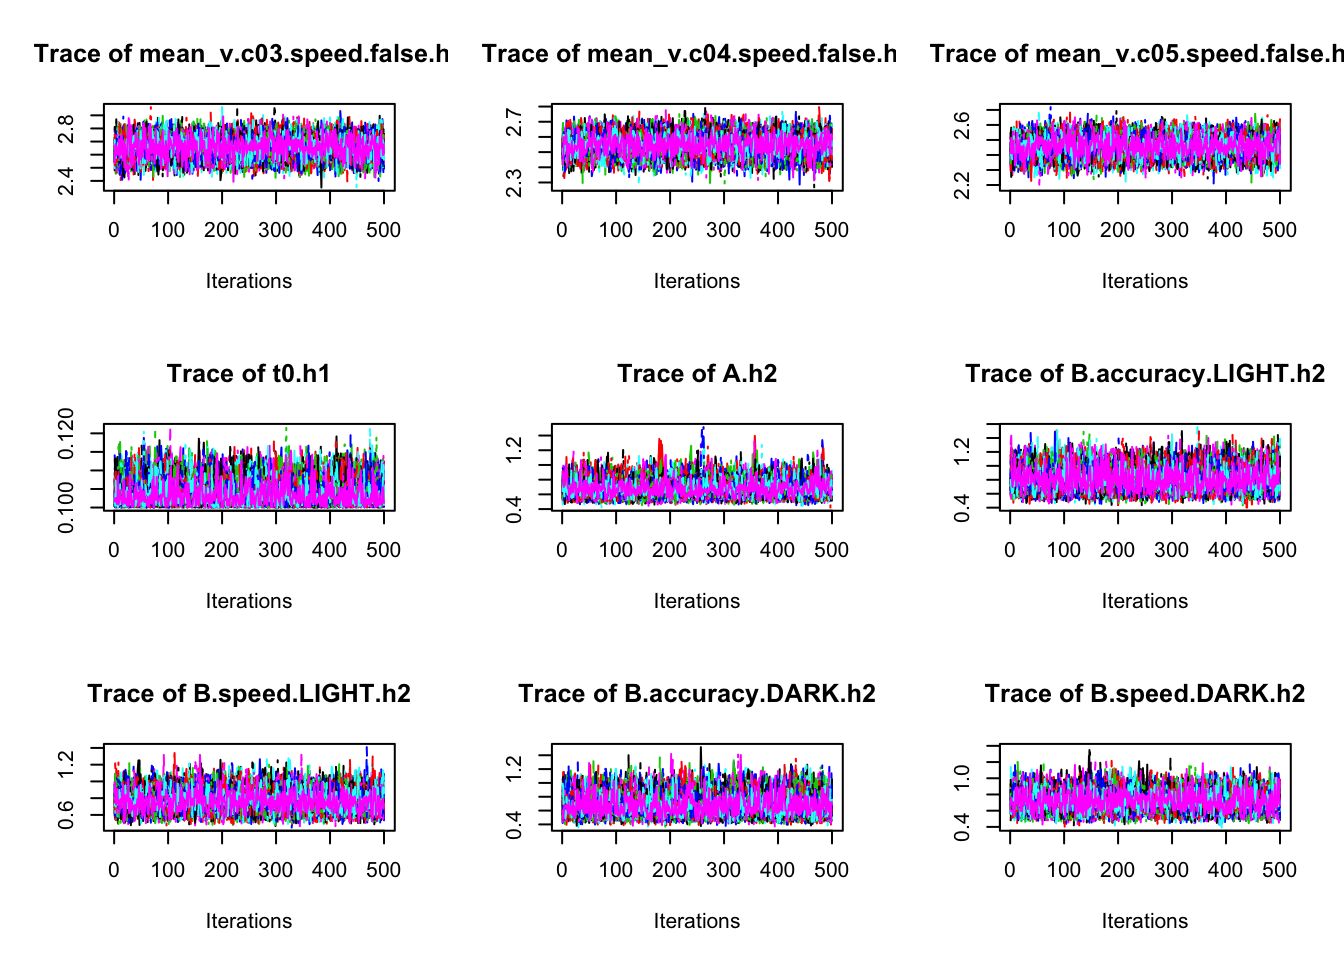 Trace of mean_v.c03.speed.false.h
2.8
2.4
0 100 200 300 400 500
Iterations
Trace of mean_v.c04.speed.false.h
2.7
2.3
0 100 200 300 400 500
Iterations
Trace of mean_v.c05.speed.false.h
2.6
2.2
0 100 200 300 400 500
Iterations
Trace of t0.h1
0.120
0.100
0 100 200 300 400 500
Iterations
Trace of A.h2
1.2
0.4
0 100 200 300 400 500
Iterations
Trace of B.accuracy.LIGHT.h2
1.2
0.4
0 100 200 300 400 500
Iterations
Trace of B.speed.LIGHT.h2
1.2
0.6
0 100 200 300 400 500
Iterations
Trace of B.accuracy.DARK.h2
1.2
0.4
0 100 200 300 400 500
Iterations
Trace of B.speed.DARK.h2
1.0
0.4
0 100 200 300 400 500
Iterations